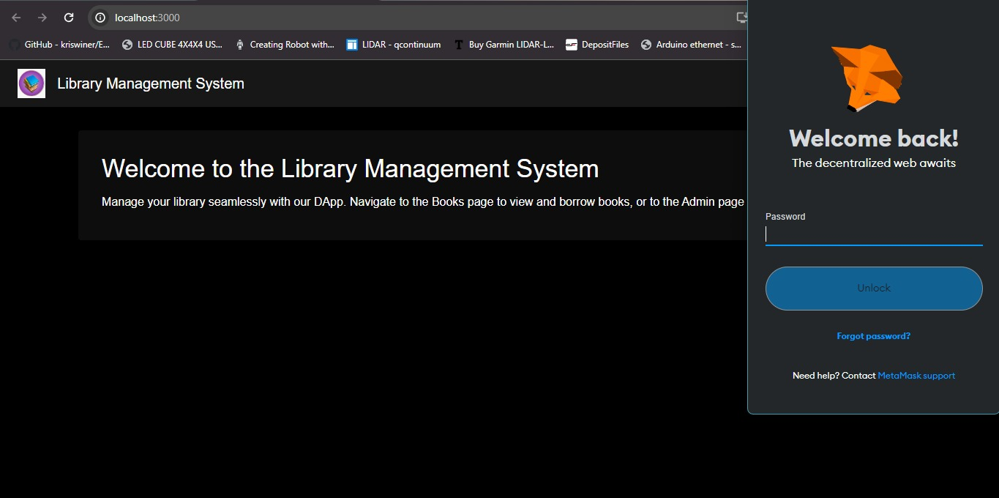 localhost:3000
GitHub - kriswiner/E...
LED CUBE 4X4X4 US...
Creating Robot with...
LIDAR - qcontinuum
Buy Garmin LIDAR-L...
DepositFiles
Arduino ethernet - s...
Library Management System
Welcome to the Library Management System
Manage your library seamlessly with our DApp. Navigate to the Books page to view and borrow books, or to the Admin page
Welcome back!
The decentralized web awaits
Password
Unlock
Forgot password?
Need help? Contact MetaMask support